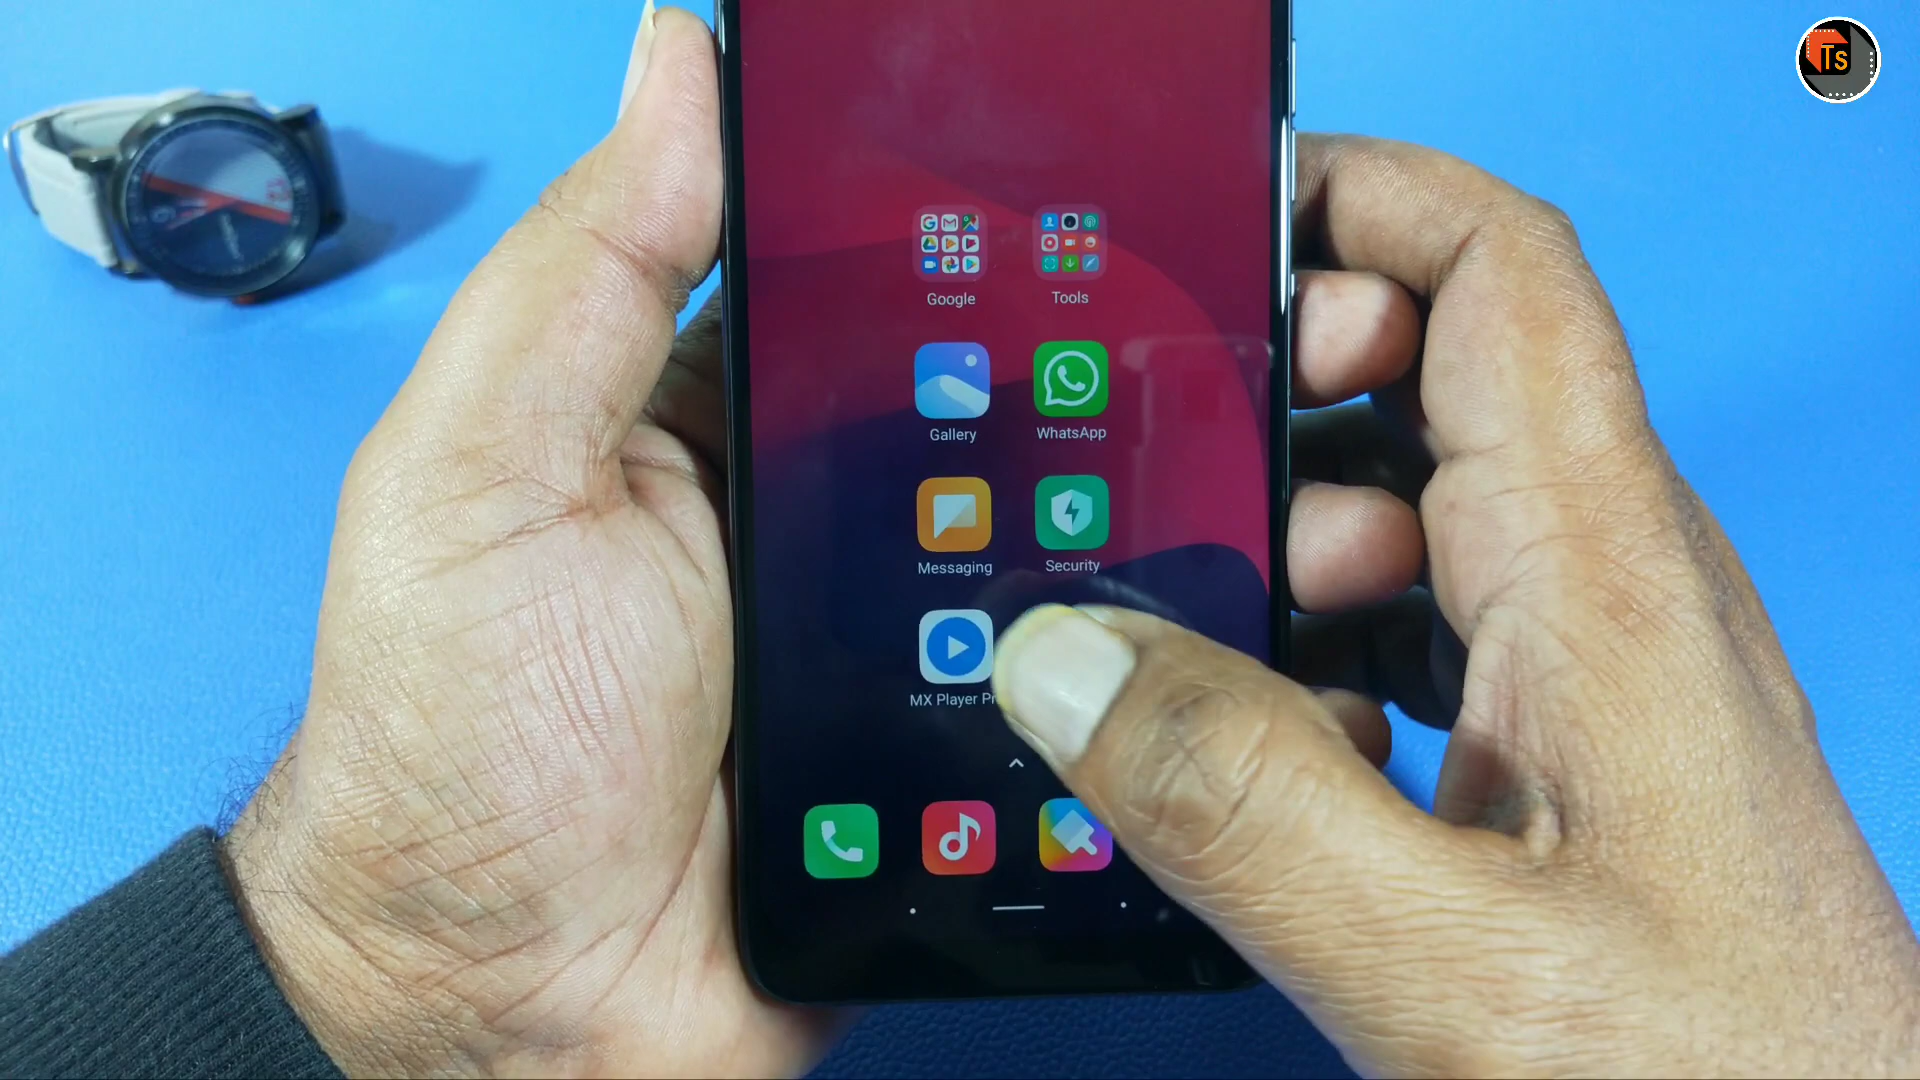 Ts
Google
Tools
Gallery
WhatsApp
Messaging
Security
MX Player